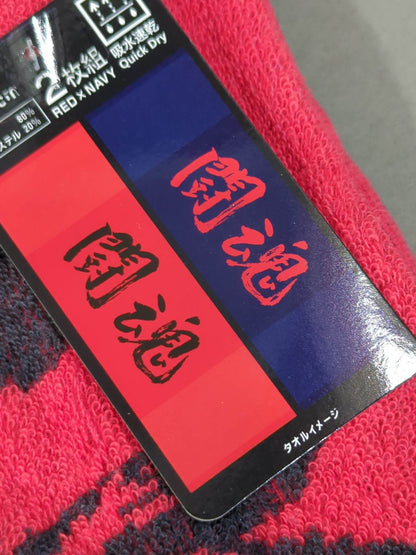 2枚組
RED×NAVY
吸水速乾
Quick Dry
80%
ステル 20%
闘魂
闘魂
タオルイメージ